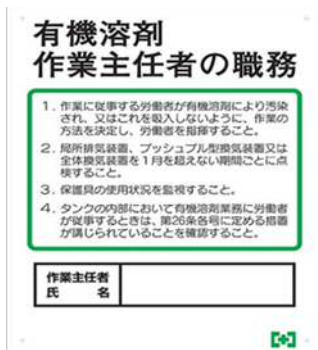 有機溶剤
作業主任者の職務
1. 作業に従事する労働者が有機溶剤により汚染
され、又はこれを吸入しないように、作業の
方法を決定し、労働者を指揮すること。
2. 局所排気装置、プッシュプル型換気装置又は
全体換気装置を1月を超えない期間ごとに点
検すること。
3. 保護具の使用状況を監視すること。
4. タンクの内部において有機溶剤業務に労働者
が従事するときは、第26条各号に定める措置
が講じられていることを確認すること。
作業主任者
氏 名